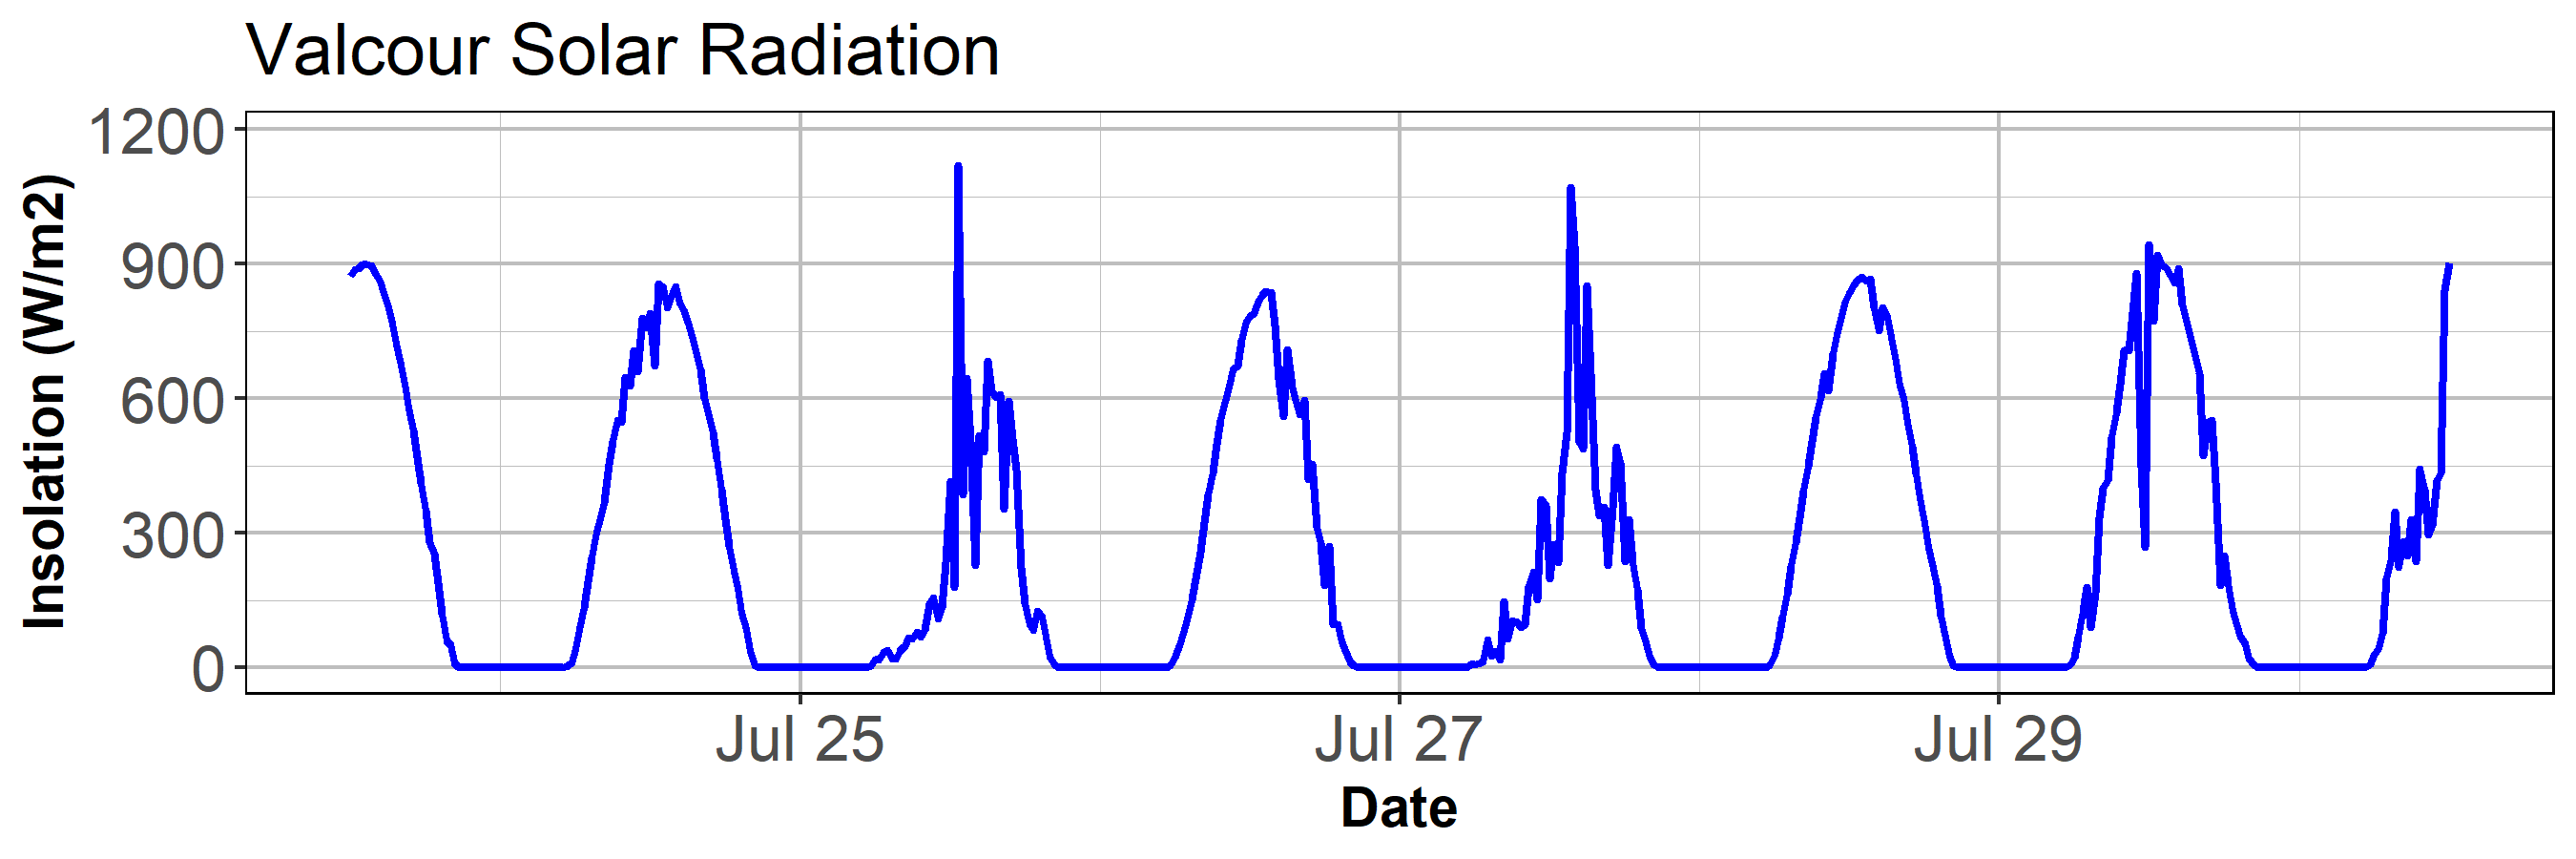 Valcour Solar Radiation
Insolation (W/m2)
1200
900
600
300
0
Jul 25
Jul 27
Jul 29
Date